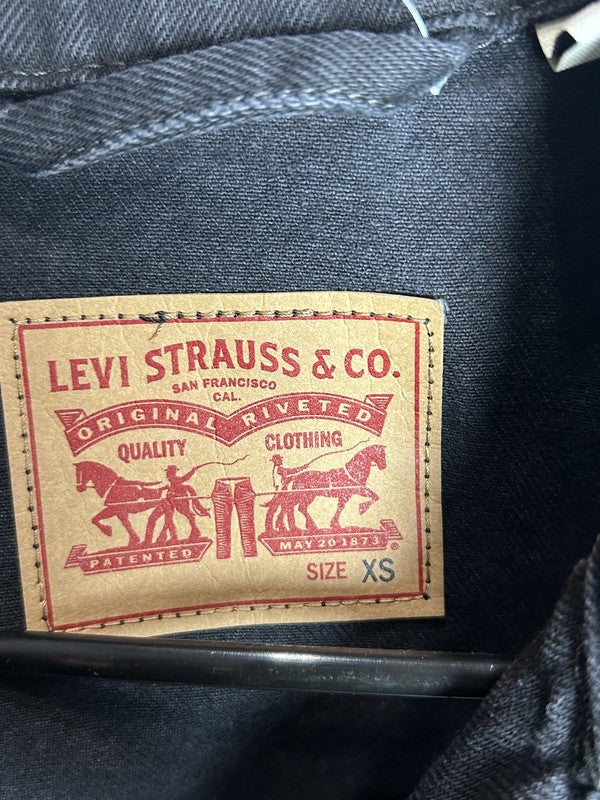 LEVI STRAUSS & CO.
SAN FRANCISCO
CAL.
ORIGINAL RIVETED
QUALITY CLOTHING
PATENTED MAY 20 1873 ®
SIZE XS